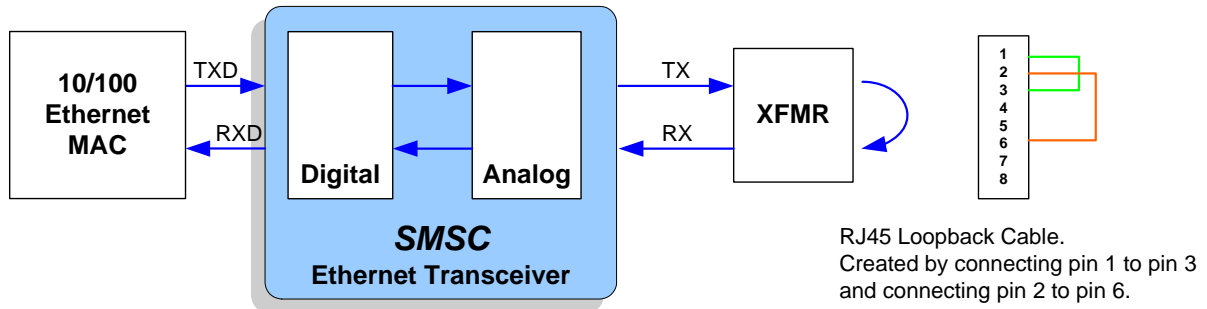 10/100
Ethernet
MAC
TXD
RXD
Digital
Analog
SMSC
Ethernet Transceiver
TX
RX
XFMR
1
2
3
4
5
6
7
8
RJ45 Loopback Cable.
Created by connecting pin 1 to pin 3
and connecting pin 2 to pin 6.